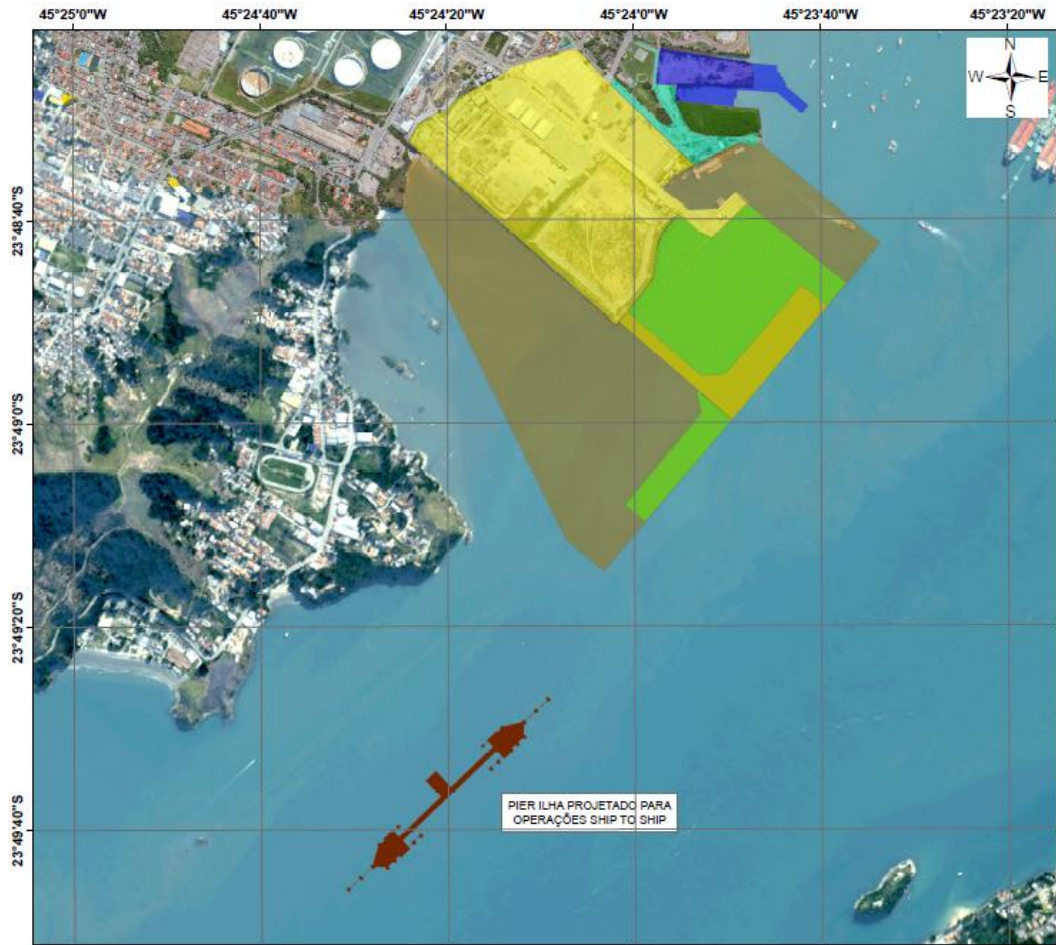 45°25'0"W 45°24'40"W 45°24'20"W 45°24'0"W 45°23'40"W 45°23'20"W
N
W E
S
23°48'40"S
23°49'0"S
23°49'20"S
PIER ILHA PROJETADO PARA
OPERAÇÕES SHIP TO SHIP
23°49'40"S